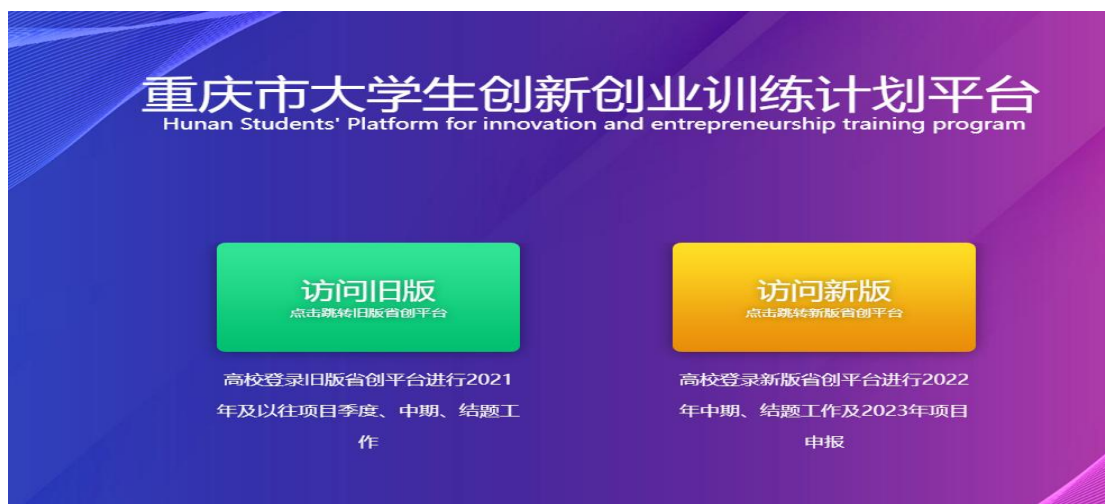 重庆市大学生创新创业训练计划平台
Hunan Students' Platform for innovation and entrepreneurship training program
访问旧版
点击跳转旧版省创平台
高校登录旧版省创平台进行2021
年及以往项目季度、中期、结题工
作
访问新版
点击跳转新版省创平台
高校登录新版省创平台进行2022
年中期、结题工作及2023年项目
申报